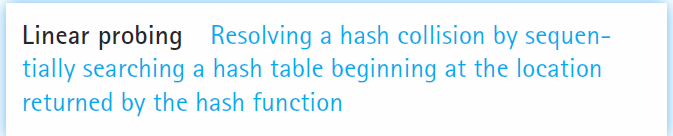 Linear probing Resolving a hash collision by sequen-
tially searching a hash table beginning at the location
returned by the hash function